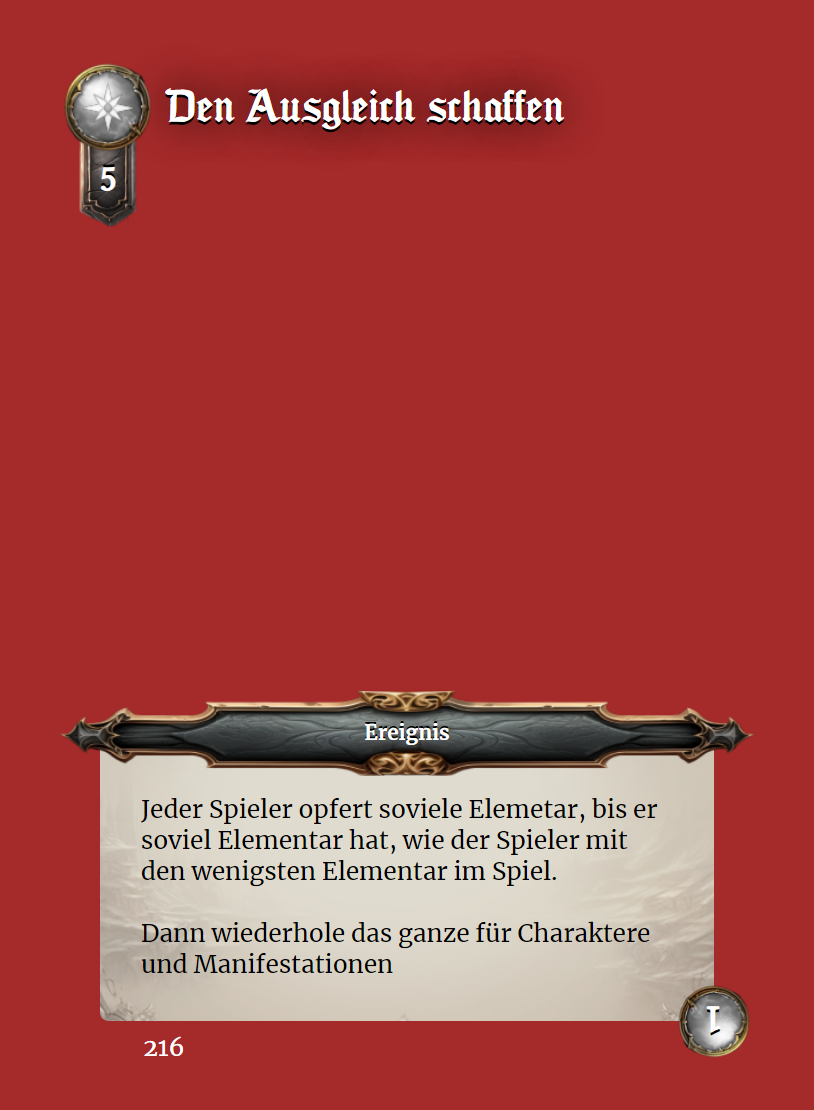 Den Ausgleich schaffen
5
Ereignis
Jeder Spieler opfert soviele Elemetar, bis er
soviel Elementar hat, wie der Spieler mit
den wenigsten Elementar im Spiel.
Dann wiederhole das ganze für Charaktere
und Manifestationen
1
216